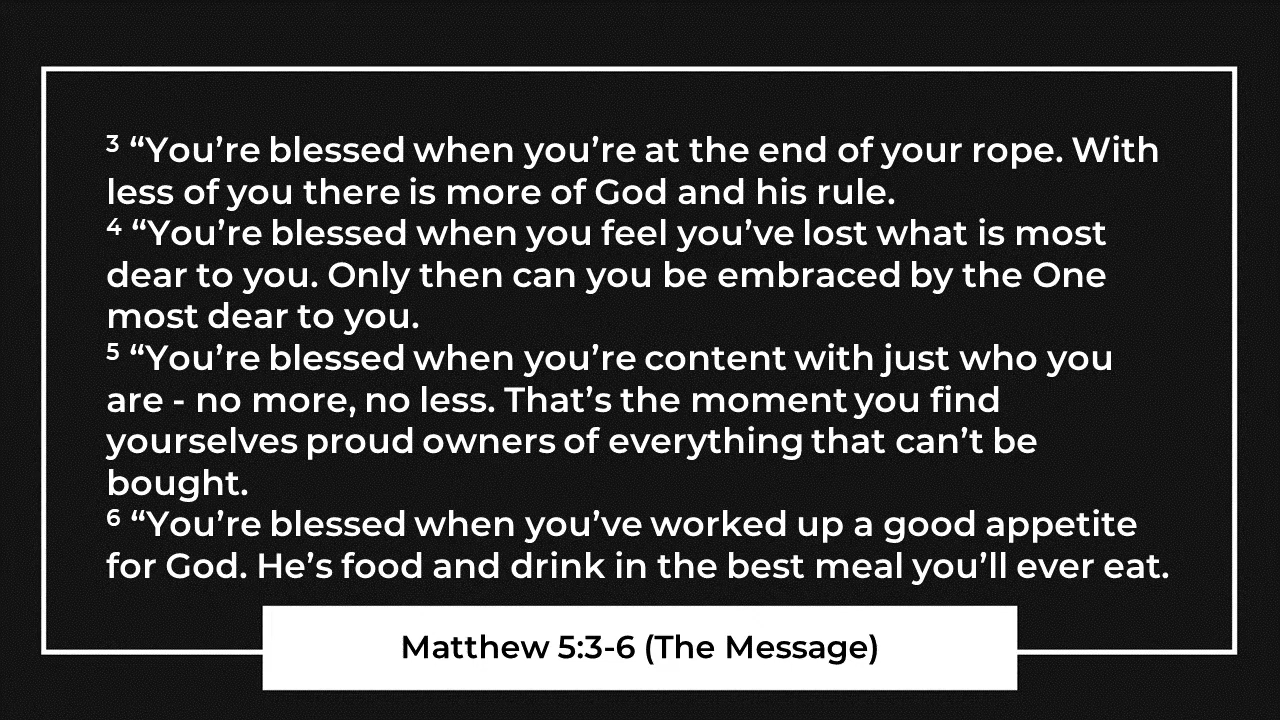 ³ “You’re blessed when you’re at the end of your rope. With
less of you there is more of God and his rule.
⁴ “You’re blessed when you feel you’ve lost what is most
dear to you. Only then can you be embraced by the One
most dear to you.
⁵ “You’re blessed when you’re content with just who you
are - no more, no less. That’s the moment you find
yourselves proud owners of everything that can’t be
bought.
⁶ “You’re blessed when you’ve worked up a good appetite
for God. He’s food and drink in the best meal you’ll ever eat.
Matthew 5:3-6 (The Message)